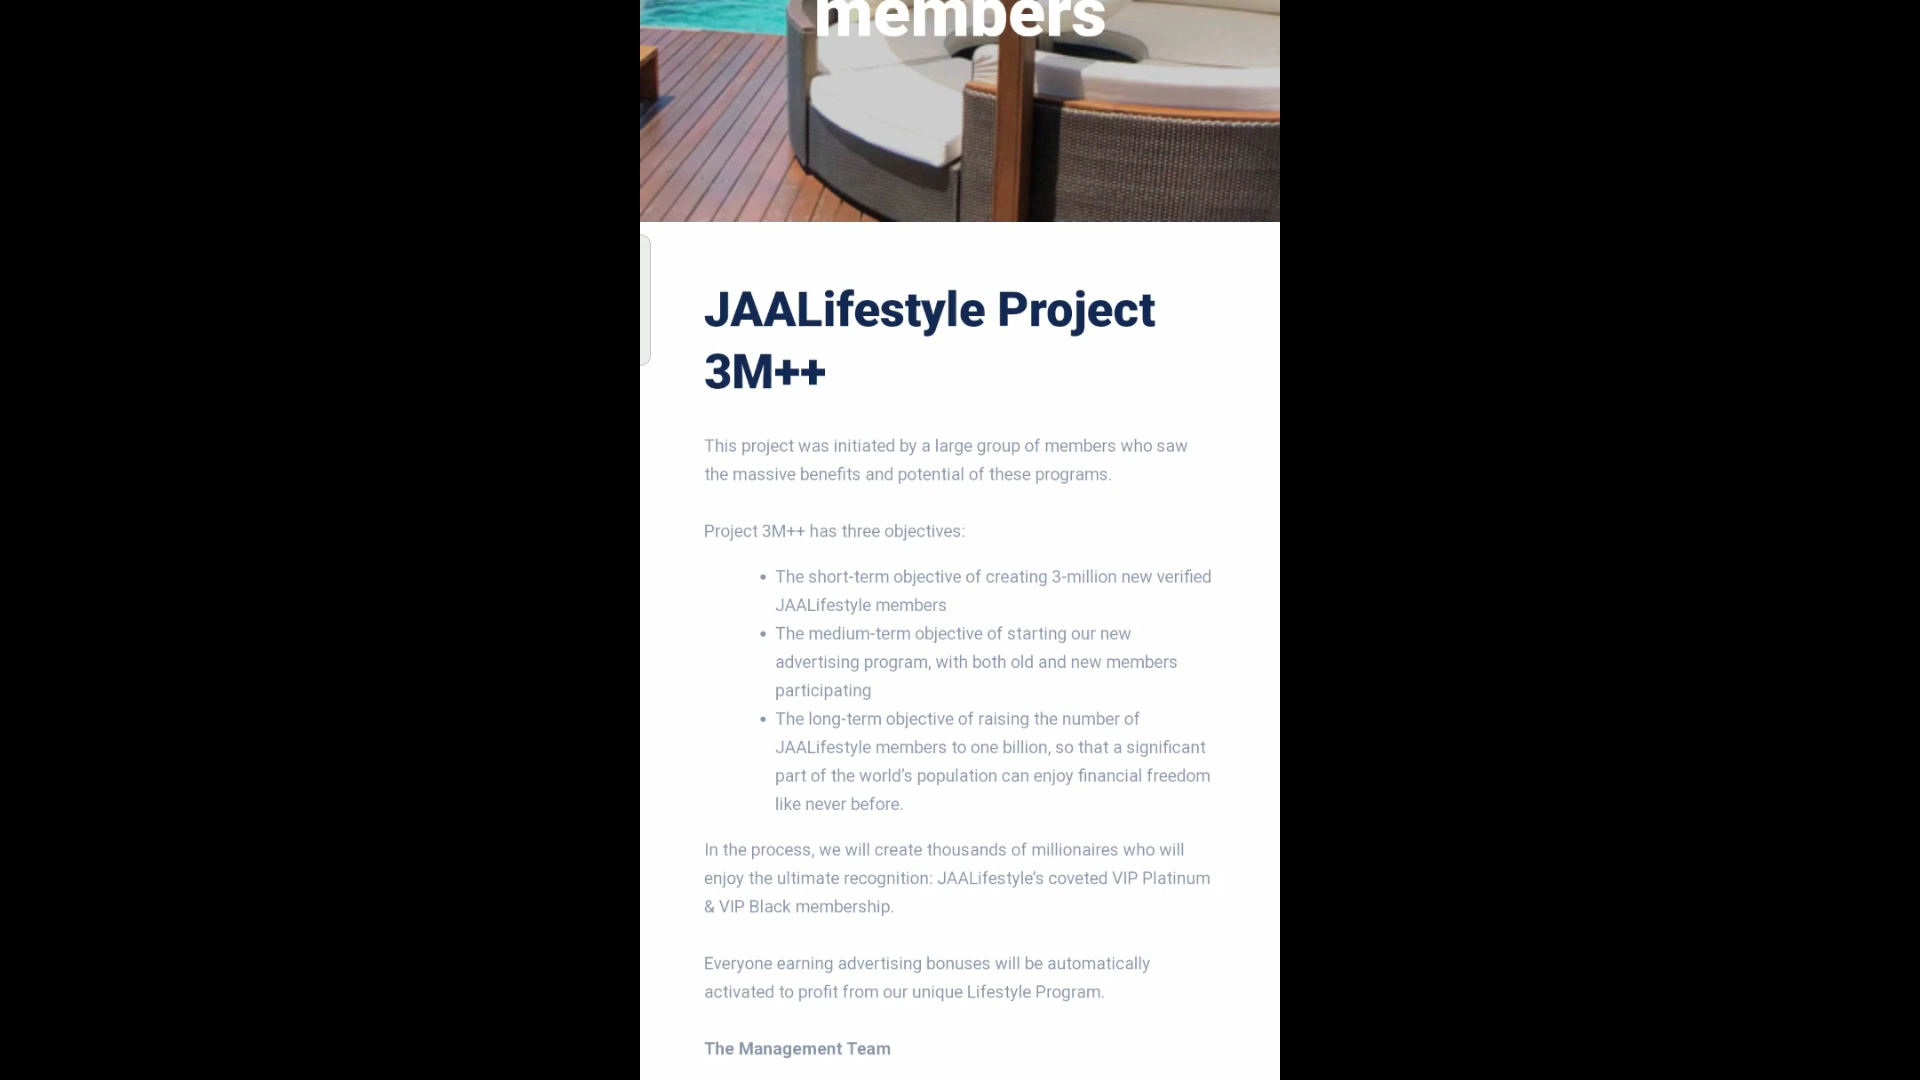 members
JAALifestyle Project
3M++
This project was initiated by a large group of members who saw
the massive benefits and potential of these programs.
Project 3M++ has three objectives:
• The short-term objective of creating 3-million new verified
JAALifestyle members
• The medium-term objective of starting our new
advertising program, with both old and new members
participating
• The long-term objective of raising the number of
JAALifestyle members to one billion, so that a significant
part of the world’s population can enjoy financial freedom
like never before.
In the process, we will create thousands of millionaires who will
enjoy the ultimate recognition: JAALifestyle’s coveted VIP Platinum
& VIP Black membership.
Everyone earning advertising bonuses will be automatically
activated to profit from our unique Lifestyle Program.
The Management Team